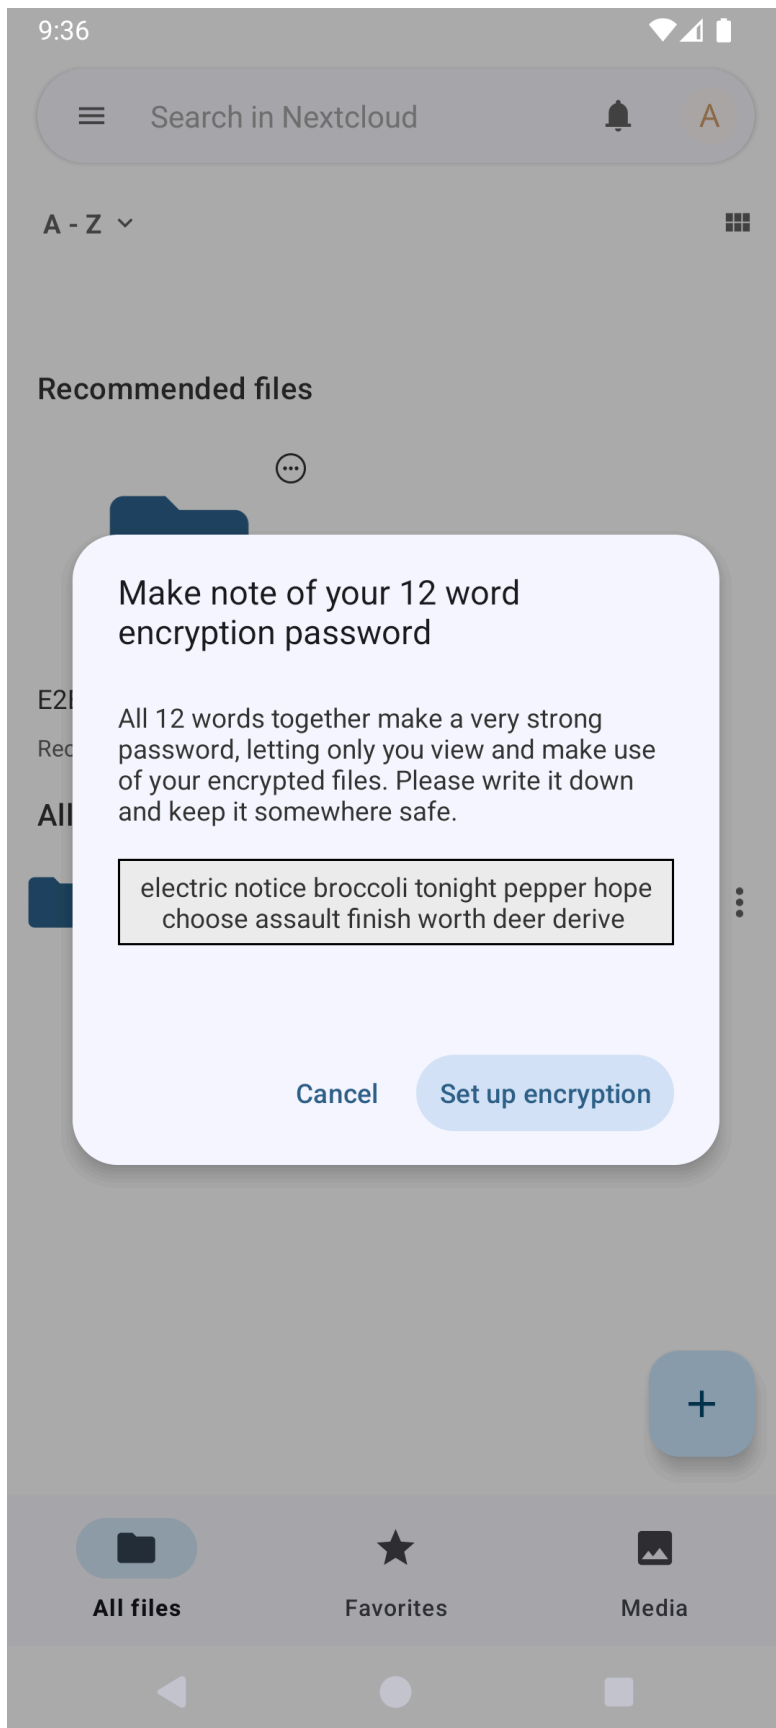 9:36
Search in Nextcloud
A
A - Z
Recommended files
E2
Rec
All
Make note of your 12 word
encryption password
All 12 words together make a very strong
password, letting only you view and make use
of your encrypted files. Please write it down
and keep it somewhere safe.
electric notice broccoli tonight pepper hope
choose assault finish worth deer derive
Cancel
Set up encryption
All files
Favorites
Media